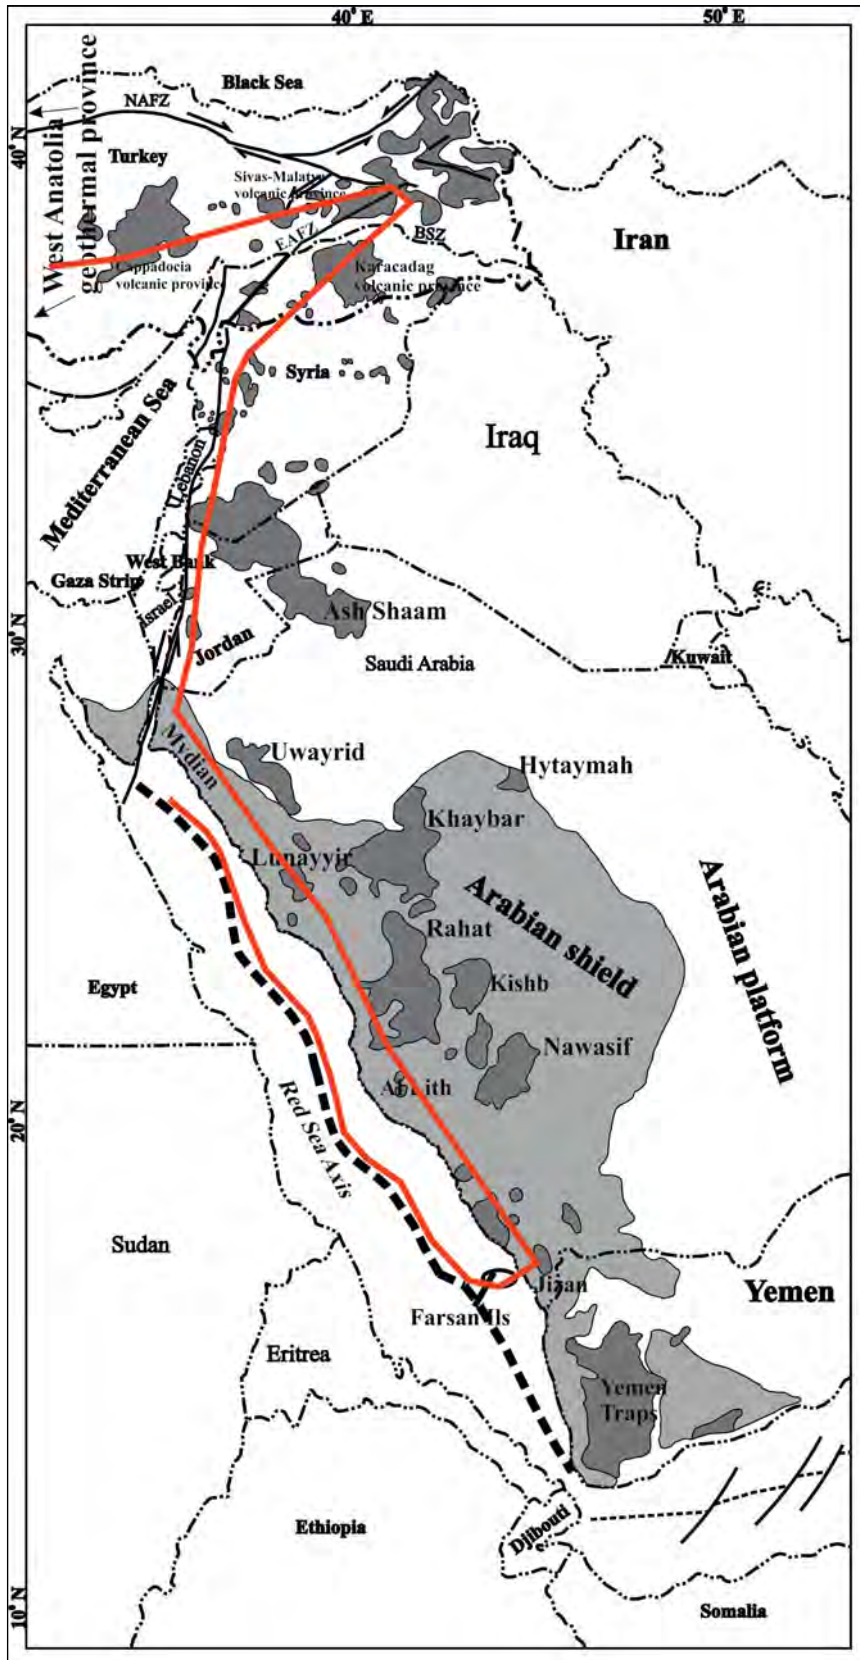 40° E
50° E
Black Sea
NAFZ
West Anatolia
geothermal province
40° N
Turkey
Sivas-Malatya
volcanic province
EAFZ
BSZ
Iran
Cappadocia
volcanic province
Karacadag
volcanic province
Syria
Mediterranean Sea
Iraq
Lebanon
West Bank
Gaza Strip
Israel
Ash Shaam
30° N
Jordan
Saudi Arabia
Kuwait
Mydian
Uwayrid
Hytaymah
Khaybar
Lunayyir
Arabian shield
Arabian platform
Rahat
Kishb
Egypt
Nawasif
Al Lith
20° N
Red Sea Axis
Sudan
Jizan
Yemen
Farsan Ils
Eritrea
Yemen
Traps
Ethiopia
Djibouti
10° N
Somalia